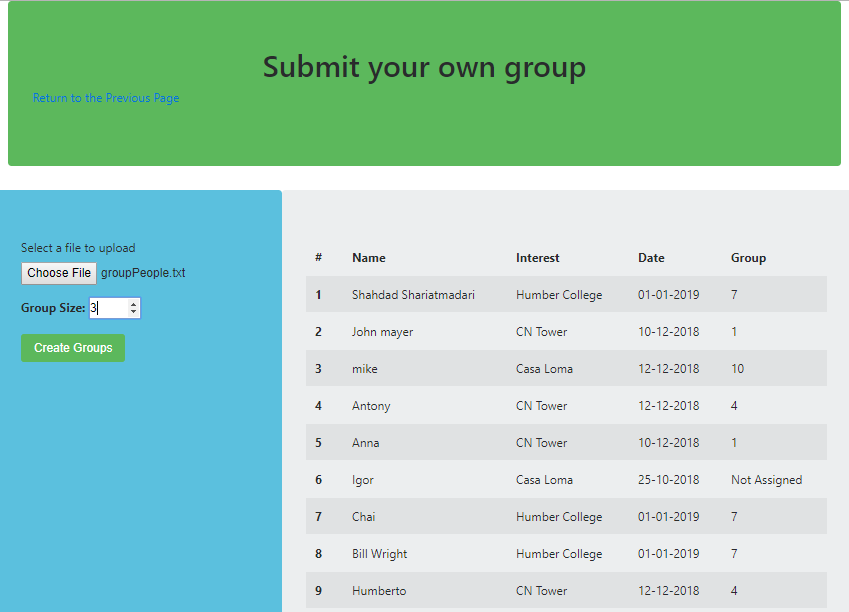 Submit your own group
Return to the Previous Page
Select a file to upload
Choose File groupPeople.txt
Group Size: 3
Create Groups
# Name Interest Date Group
1 Shahdad Shariatmadari Humber College 01-01-2019 7
2 John mayer CN Tower 10-12-2018 1
3 mike Casa Loma 12-12-2018 10
4 Antony CN Tower 12-12-2018 4
5 Anna CN Tower 10-12-2018 1
6 Igor Casa Loma 25-10-2018 Not Assigned
7 Chai Humber College 01-01-2019 7
8 Bill Wright Humber College 01-01-2019 7
9 Humberto CN Tower 12-12-2018 4